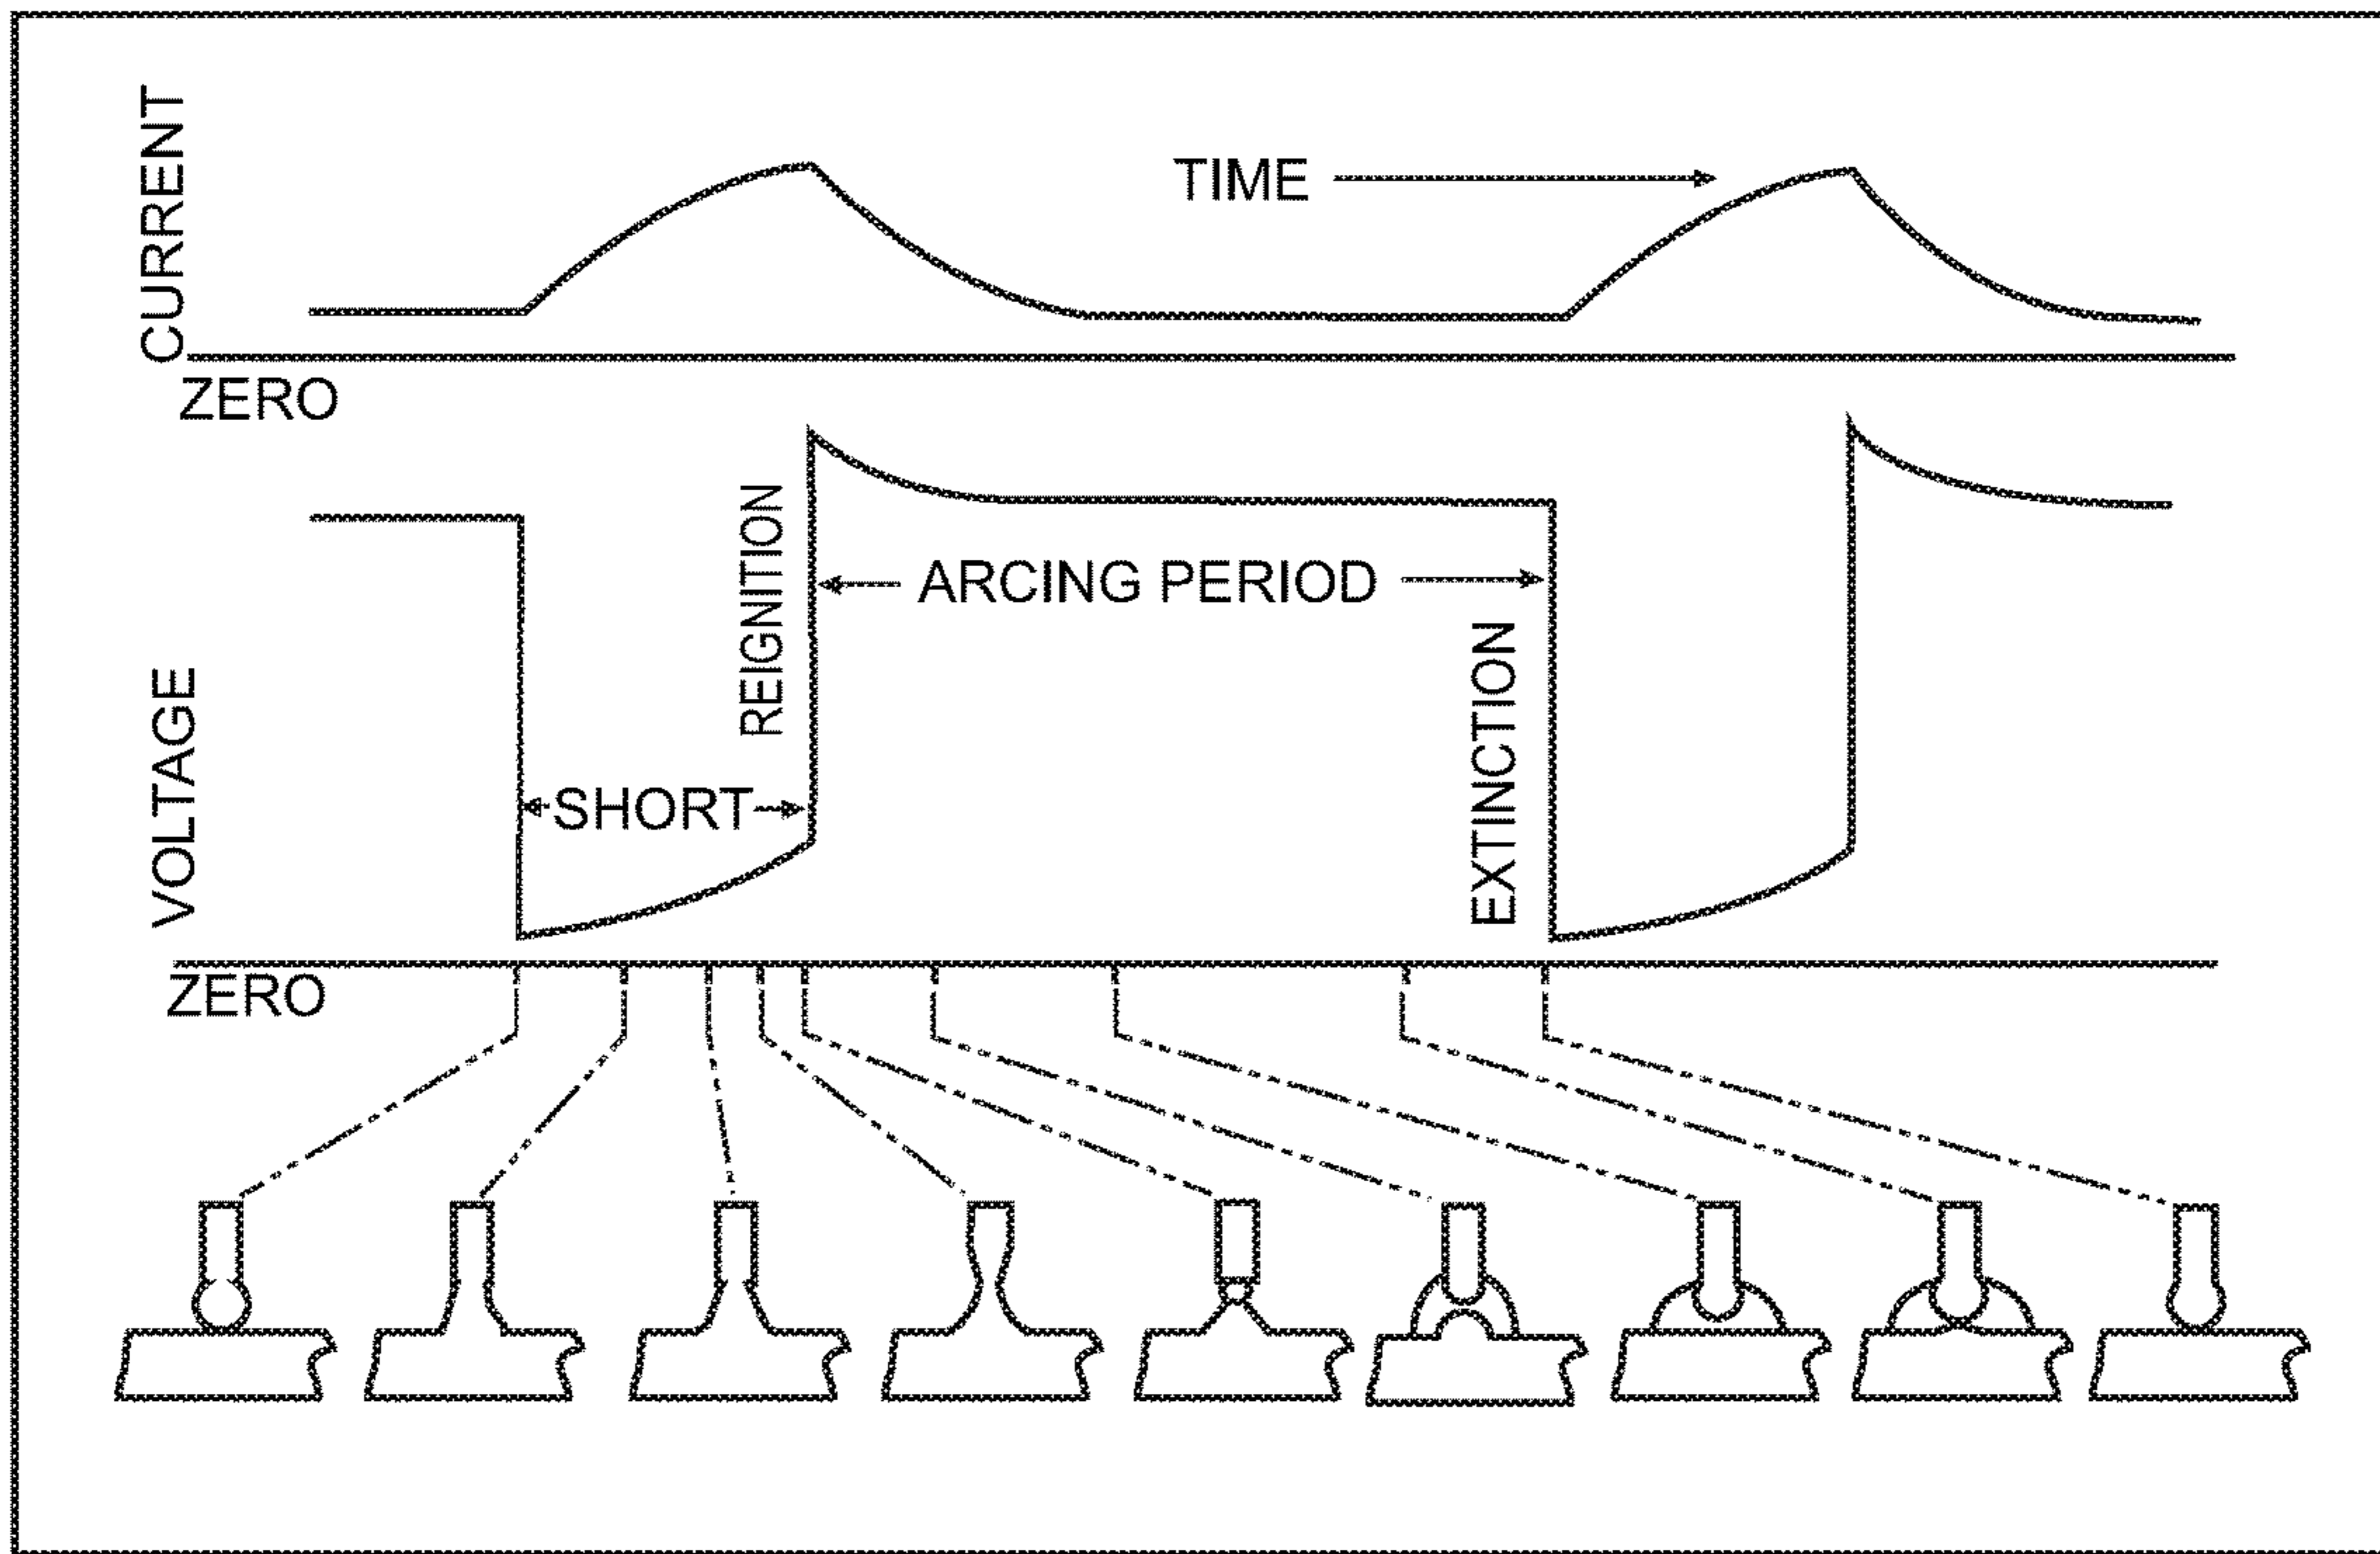 CURRENT
TIME
ZERO
REIGNITION
ARCING PERIOD
VOLTAGE
SHORT
EXTINCTION
ZERO